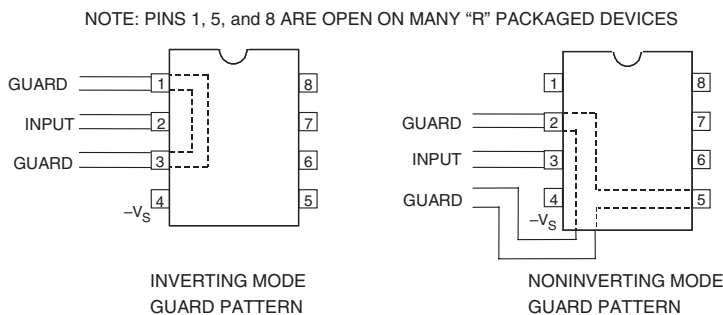 NOTE: PINS 1, 5, and 8 ARE OPEN ON MANY “R” PACKAGED DEVICES
GUARD 1 8
INPUT 2 7
GUARD 3 6
4 5
–VS
INVERTING MODE
GUARD PATTERN
1 8
GUARD 2 7
INPUT 3 6
GUARD 4 5
–VS
NONINVERTING MODE
GUARD PATTERN